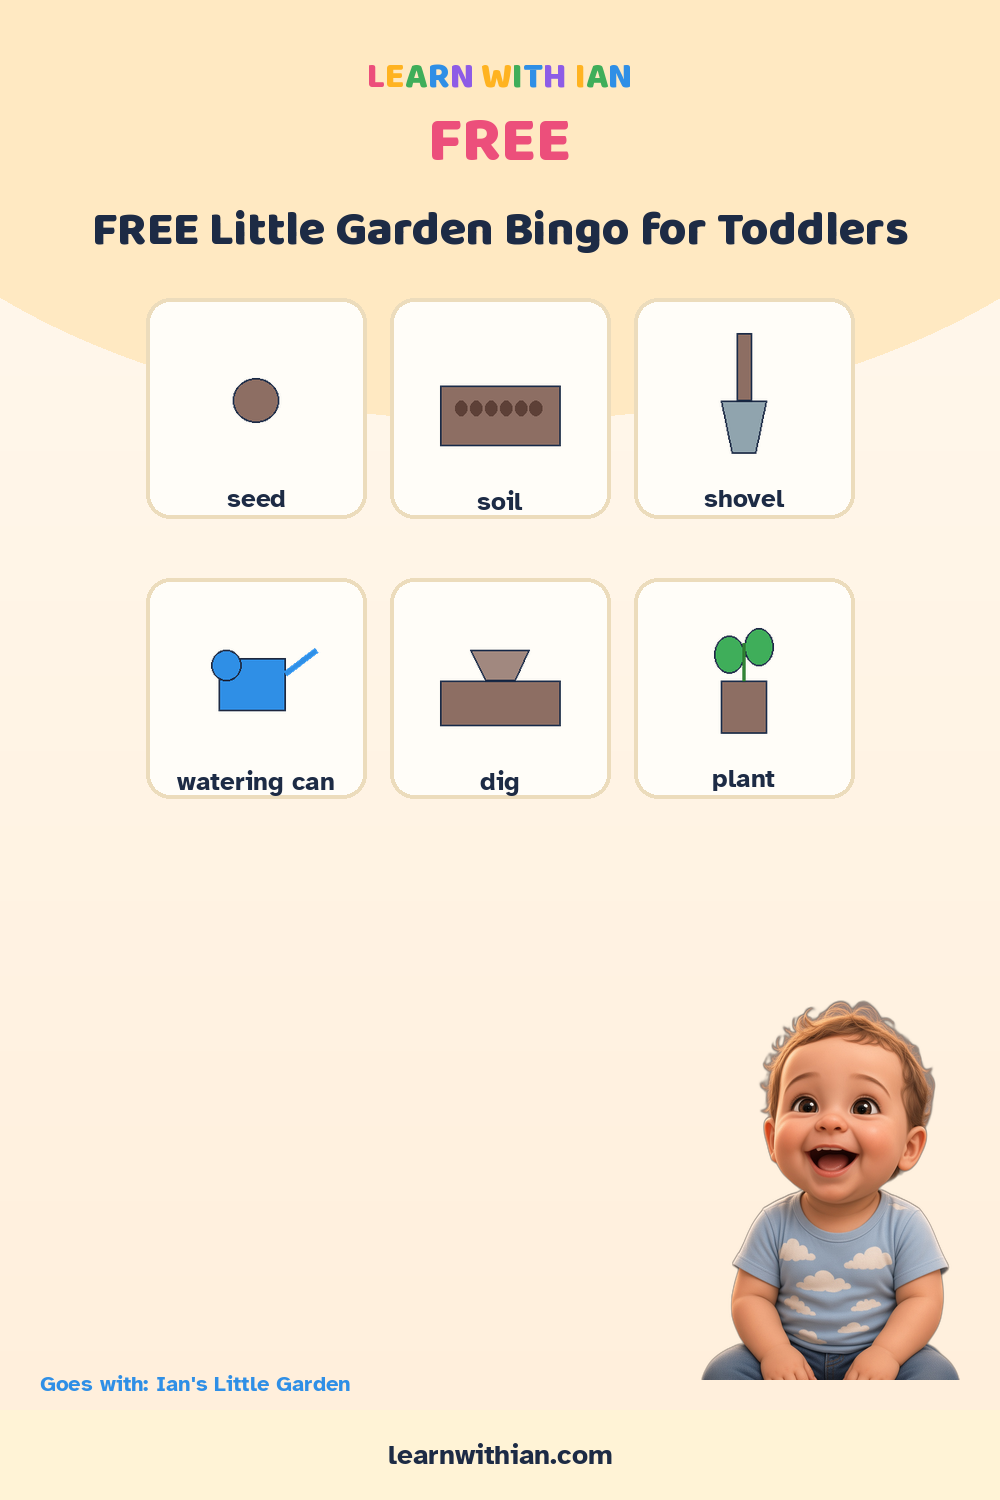 LEARN WITH IAN
FREE
FREE Little Garden Bingo for Toddlers
seed
soil
shovel
watering can
dig
plant
Goes with: Ian's Little Garden
learnwithian.com